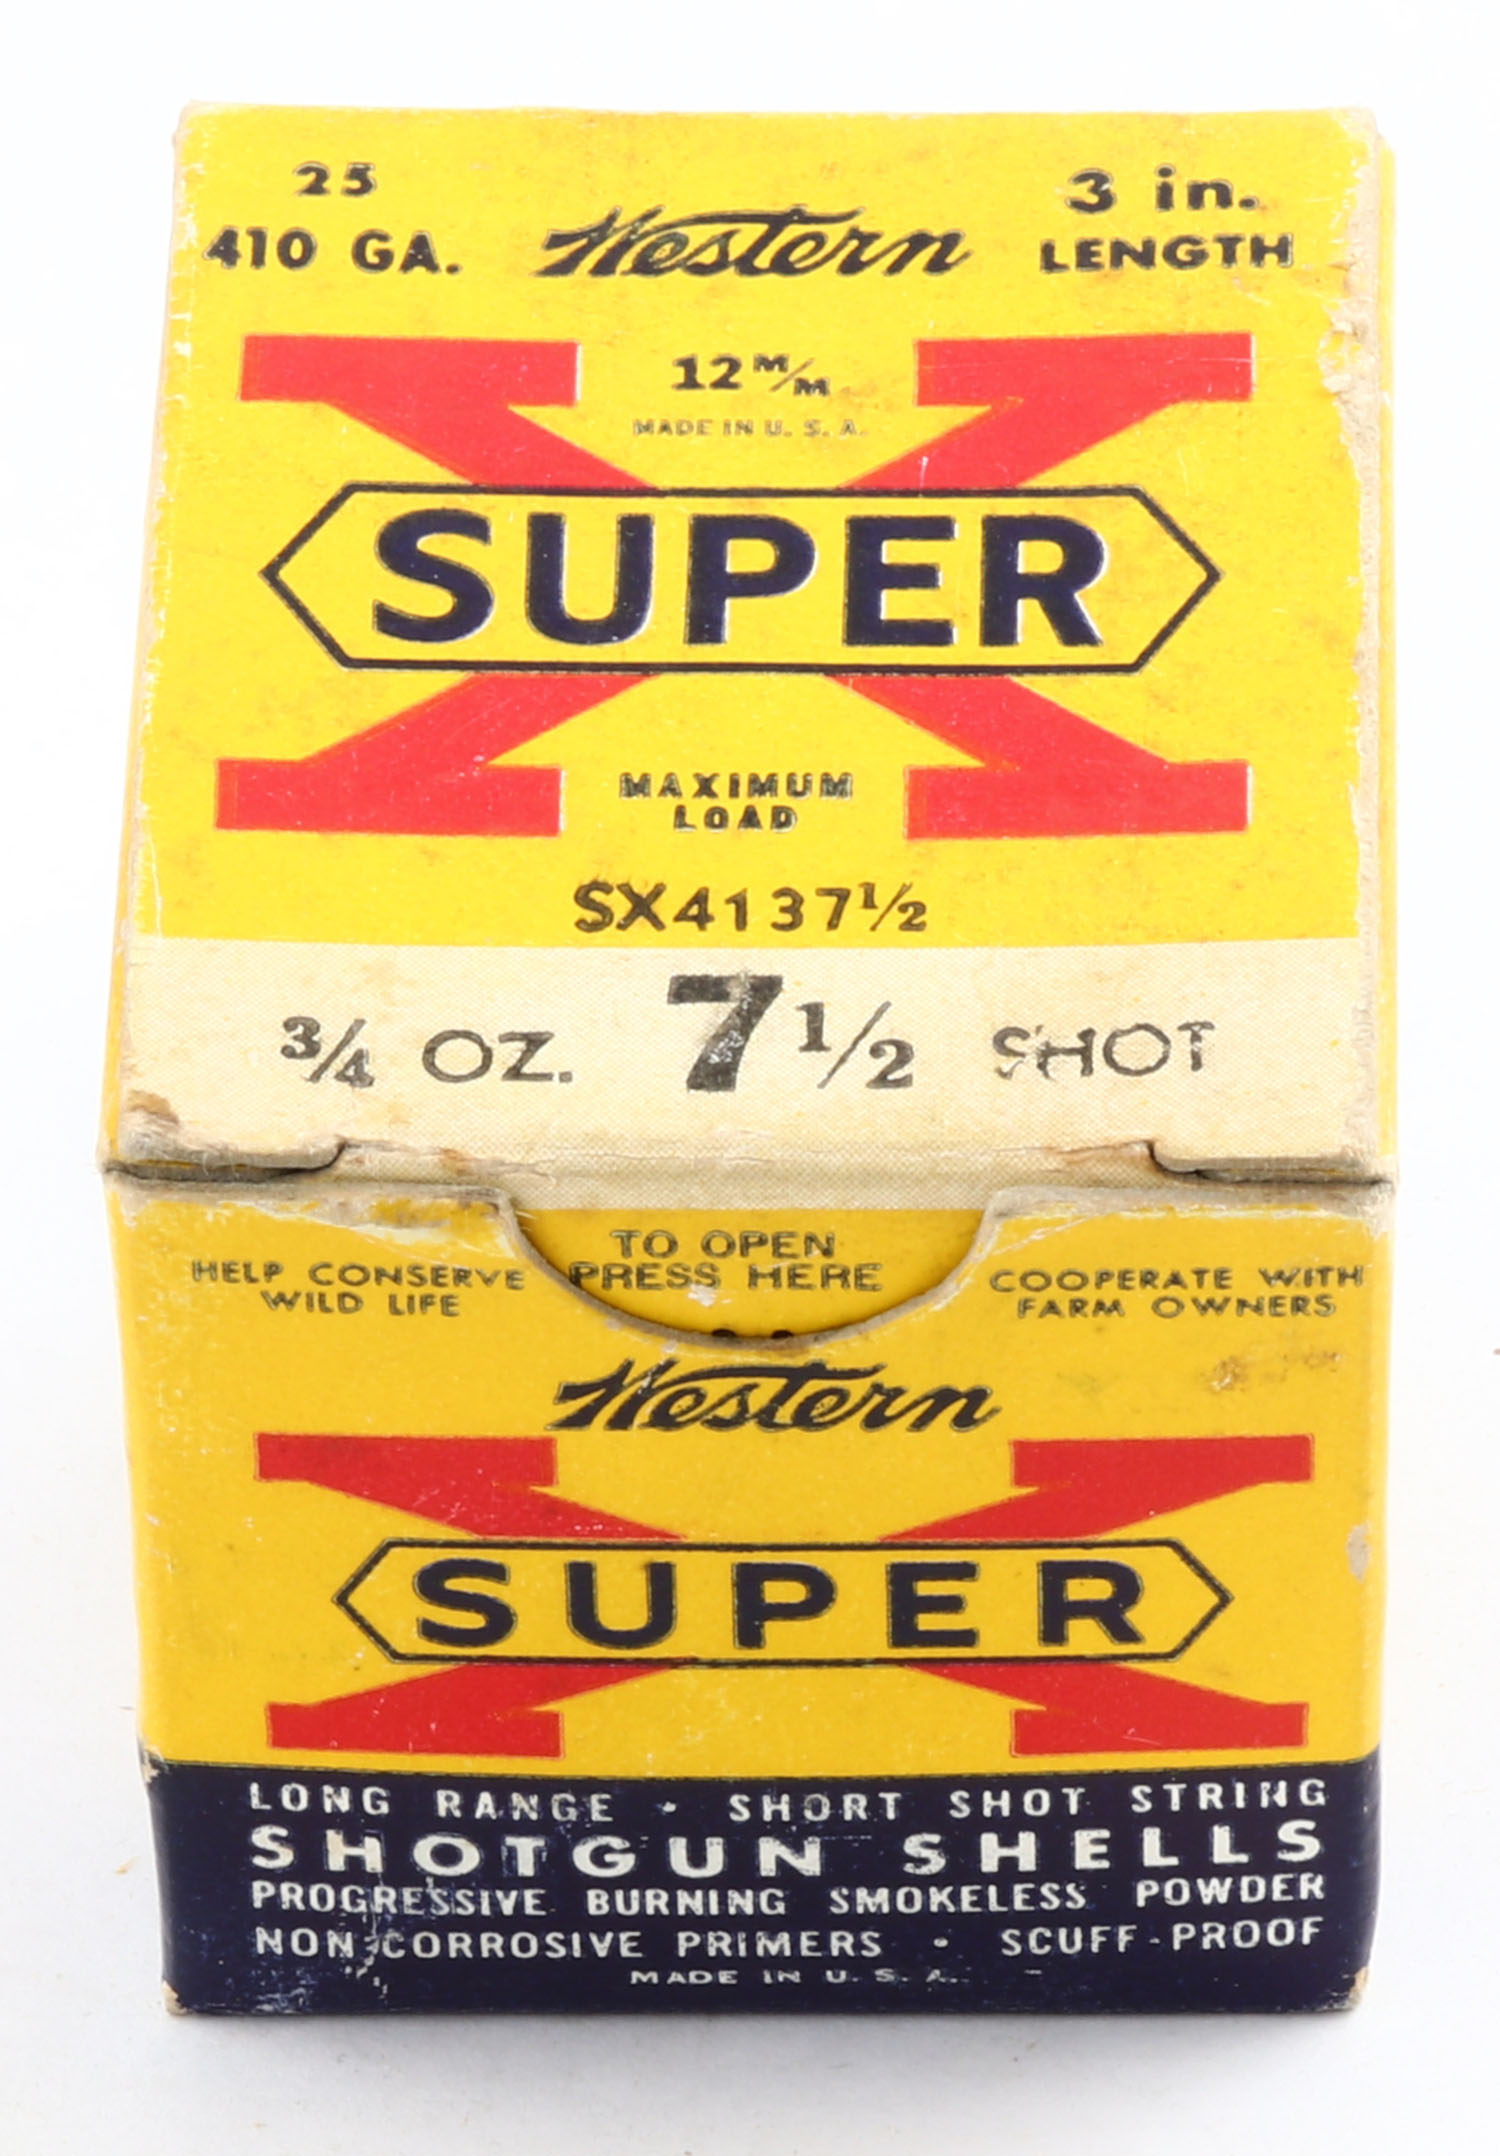 25
410 GA.
Western
3 in.
LENGTH
12 M/M
MADE IN U. S. A.
SUPER X
MAXIMUM
LOAD
SX4137½
¾ OZ. 7½ SHOT
TO OPEN
PRESS HERE
HELP CONSERVE
WILD LIFE
COOPERATE WITH
FARM OWNERS
Western
SUPER X
LONG RANGE · SHORT SHOT STRING
SHOTGUN SHELLS
PROGRESSIVE BURNING SMOKELESS POWDER
NON-CORROSIVE PRIMERS · SCUFF-PROOF
MADE IN U. S. A.